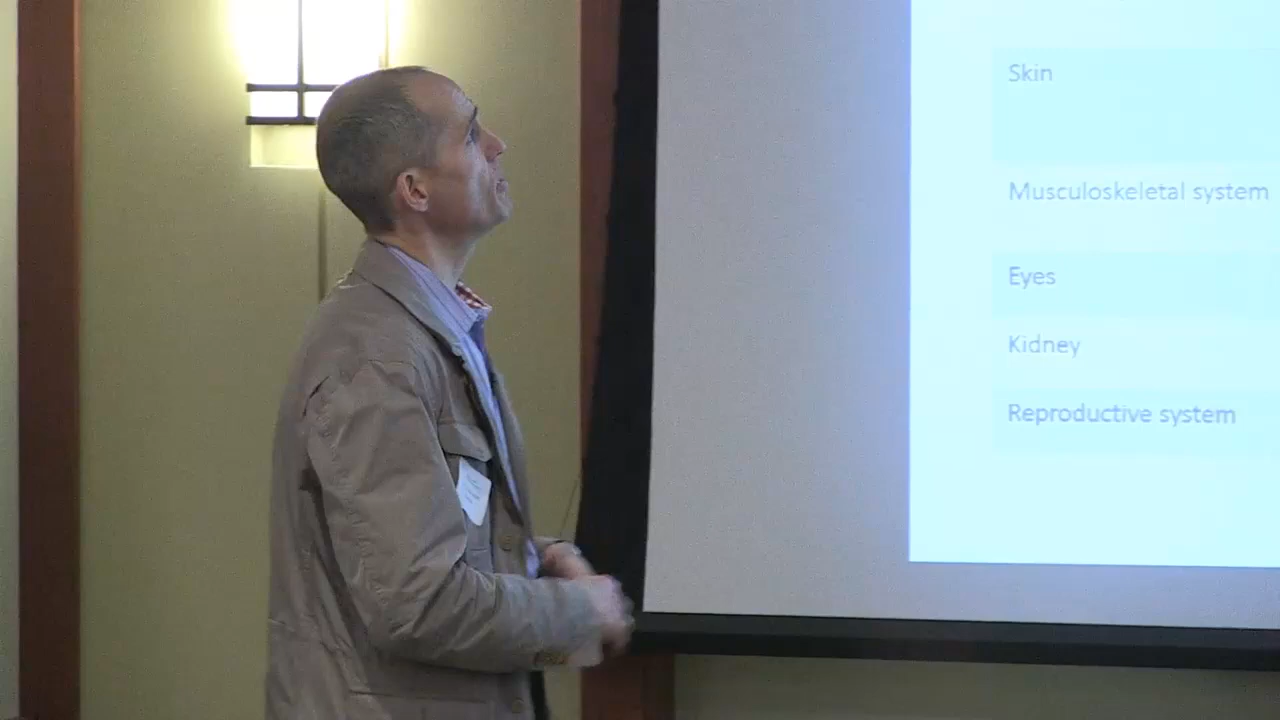 Skin
Musculoskeletal system
Eyes
Kidney
Reproductive system